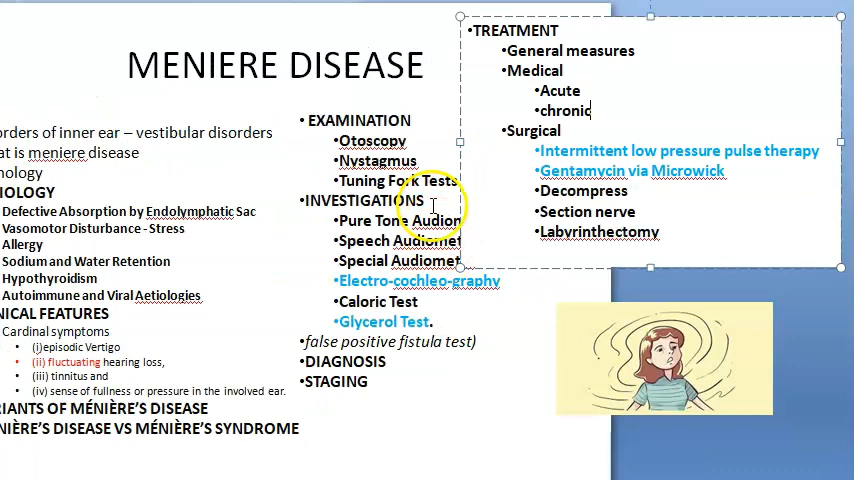 MENIERE DISEASE
orders of inner ear – vestibular disorders
at is meniere disease
IOLOGY
Defective Absorption by Endolymphatic Sac
Vasomotor Disturbance - Stress
Allergy
Sodium and Water Retention
Hypothyroidism
Autoimmune and Viral Aetiologies
NICAL FEATURES
Cardinal symptoms
• (i)episodic Vertigo
• (ii) fluctuating hearing loss,
• (iii) tinnitus and
• (iv) sense of fullness or pressure in the involved ear.
RIANTS OF MÉNIÈRE’S DISEASE
NIÈRE’S DISEASE VS MÉNIÈRE’S SYNDROME
• EXAMINATION
•Otoscopy
•Nystagmus
•Tuning Fork Tests
•INVESTIGATIONS
•Pure Tone Audiom
•Speech Audiomet
•Special Audiomet
•Electro-cochleo-graphy
•Caloric Test
•Glycerol Test.
•false positive fistula test)
•DIAGNOSIS
•STAGING
•TREATMENT
•General measures
•Medical
•Acute
•chronic
•Surgical
•Intermittent low pressure pulse therapy
•Gentamycin via Microwick
•Decompress
•Section nerve
•Labyrinthectomy